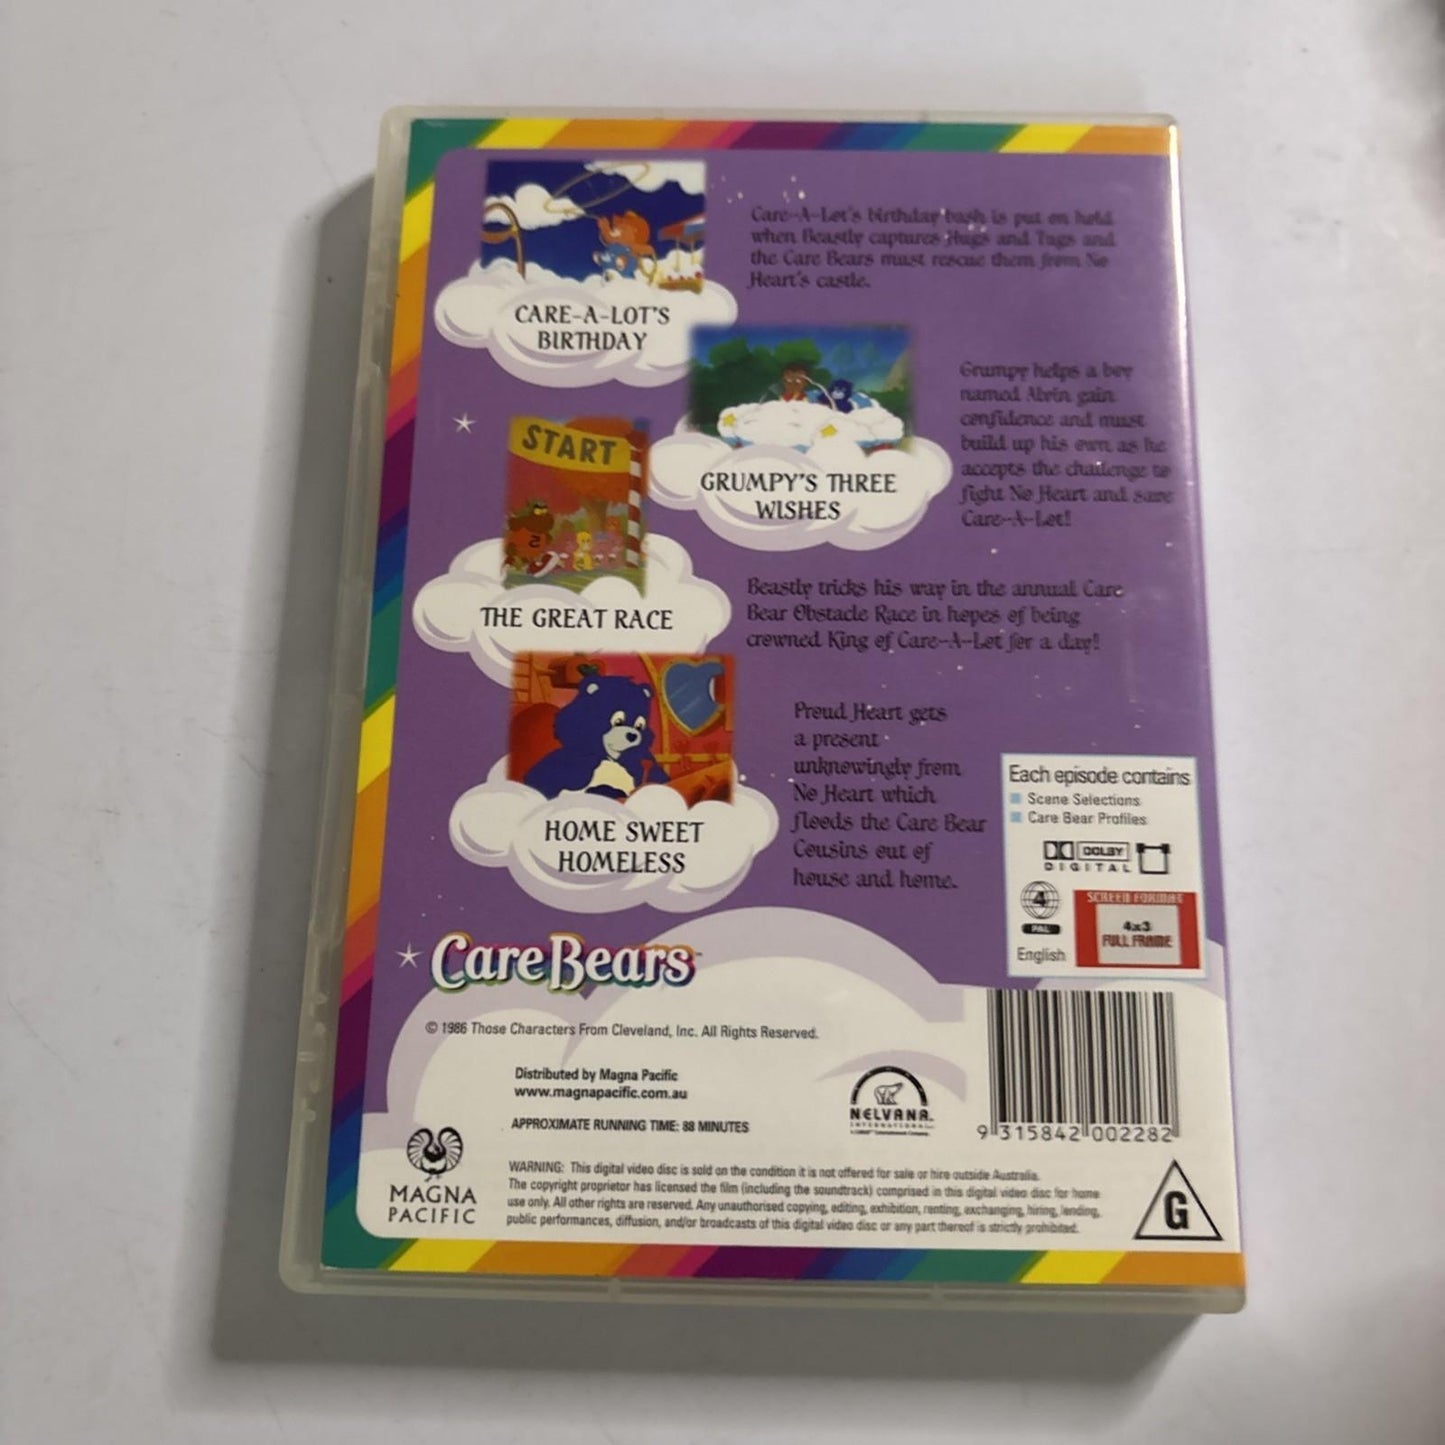 Care-A-Lot's birthday bash is put on hold
when Beastly captures Hugs and Tugs and
the Care Bears must rescue them from No
Heart's castle.
CARE-A-LOT'S
BIRTHDAY
Grumpy helps a boy
named Alvin gain
confidence and must
build up his own as he
accepts the challenge to
fight No Heart and save
Care-A-Lot!
GRUMPY'S THREE
WISHES
START
2
THE GREAT RACE
Beastly tricks his way in the annual Care
Bear Obstacle Race in hopes of being
crowned King of Care-A-Lot for a day!
HOME SWEET
HOMELESS
Proud Heart gets
a present
unknowingly from
No Heart which
floods the Care Bear
Cousins out of
house and home.
Each episode contains
Scene Selections
Care Bear Profiles
DOLBY
DIGITAL
4
PAL
English
SCREEN FORMAT
4x3
FULL FRAME
Care Bears™
© 1986 Those Characters From Cleveland, Inc. All Rights Reserved.
Distributed by Magna Pacific
www.magnapacific.com.au
APPROXIMATE RUNNING TIME: 88 MINUTES
NELVANA
INTERNATIONAL
9 315842 002282
MAGNA
PACIFIC
WARNING: This digital video disc is sold on the condition it is not offered for sale or hire outside Australia.
The copyright proprietor has licensed the film (including the soundtrack) comprised in this digital video disc for home
use only. All other rights are reserved. Any unauthorised copying, editing, exhibition, renting, exchanging, hiring, lending,
public performances, diffusion, and/or broadcasts of this digital video disc or any part thereof is strictly prohibited.
G